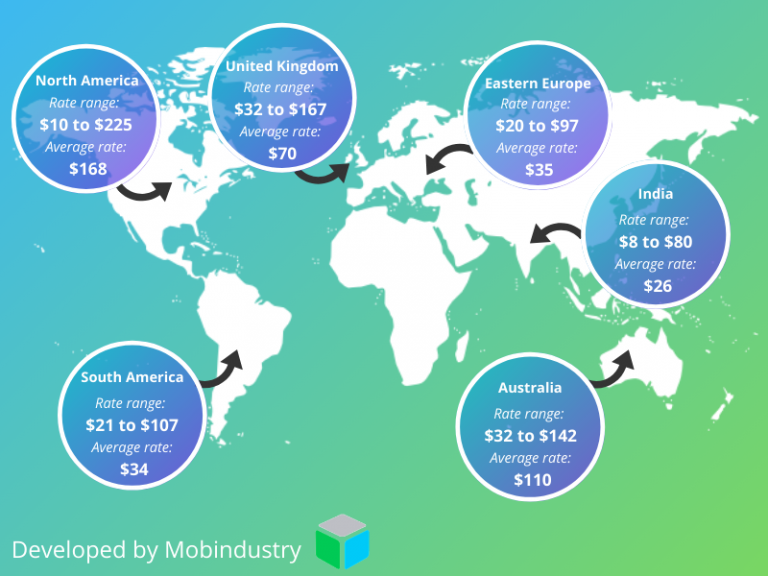 North America
Rate range:
$10 to $225
Average rate:
$168
United Kingdom
Rate range:
$32 to $167
Average rate:
$70
Eastern Europe
Rate range:
$20 to $97
Average rate:
$35
India
Rate range:
$8 to $80
Average rate:
$26
South America
Rate range:
$21 to $107
Average rate:
$34
Australia
Rate range:
$32 to $142
Average rate:
$110
Developed by Mobindustry